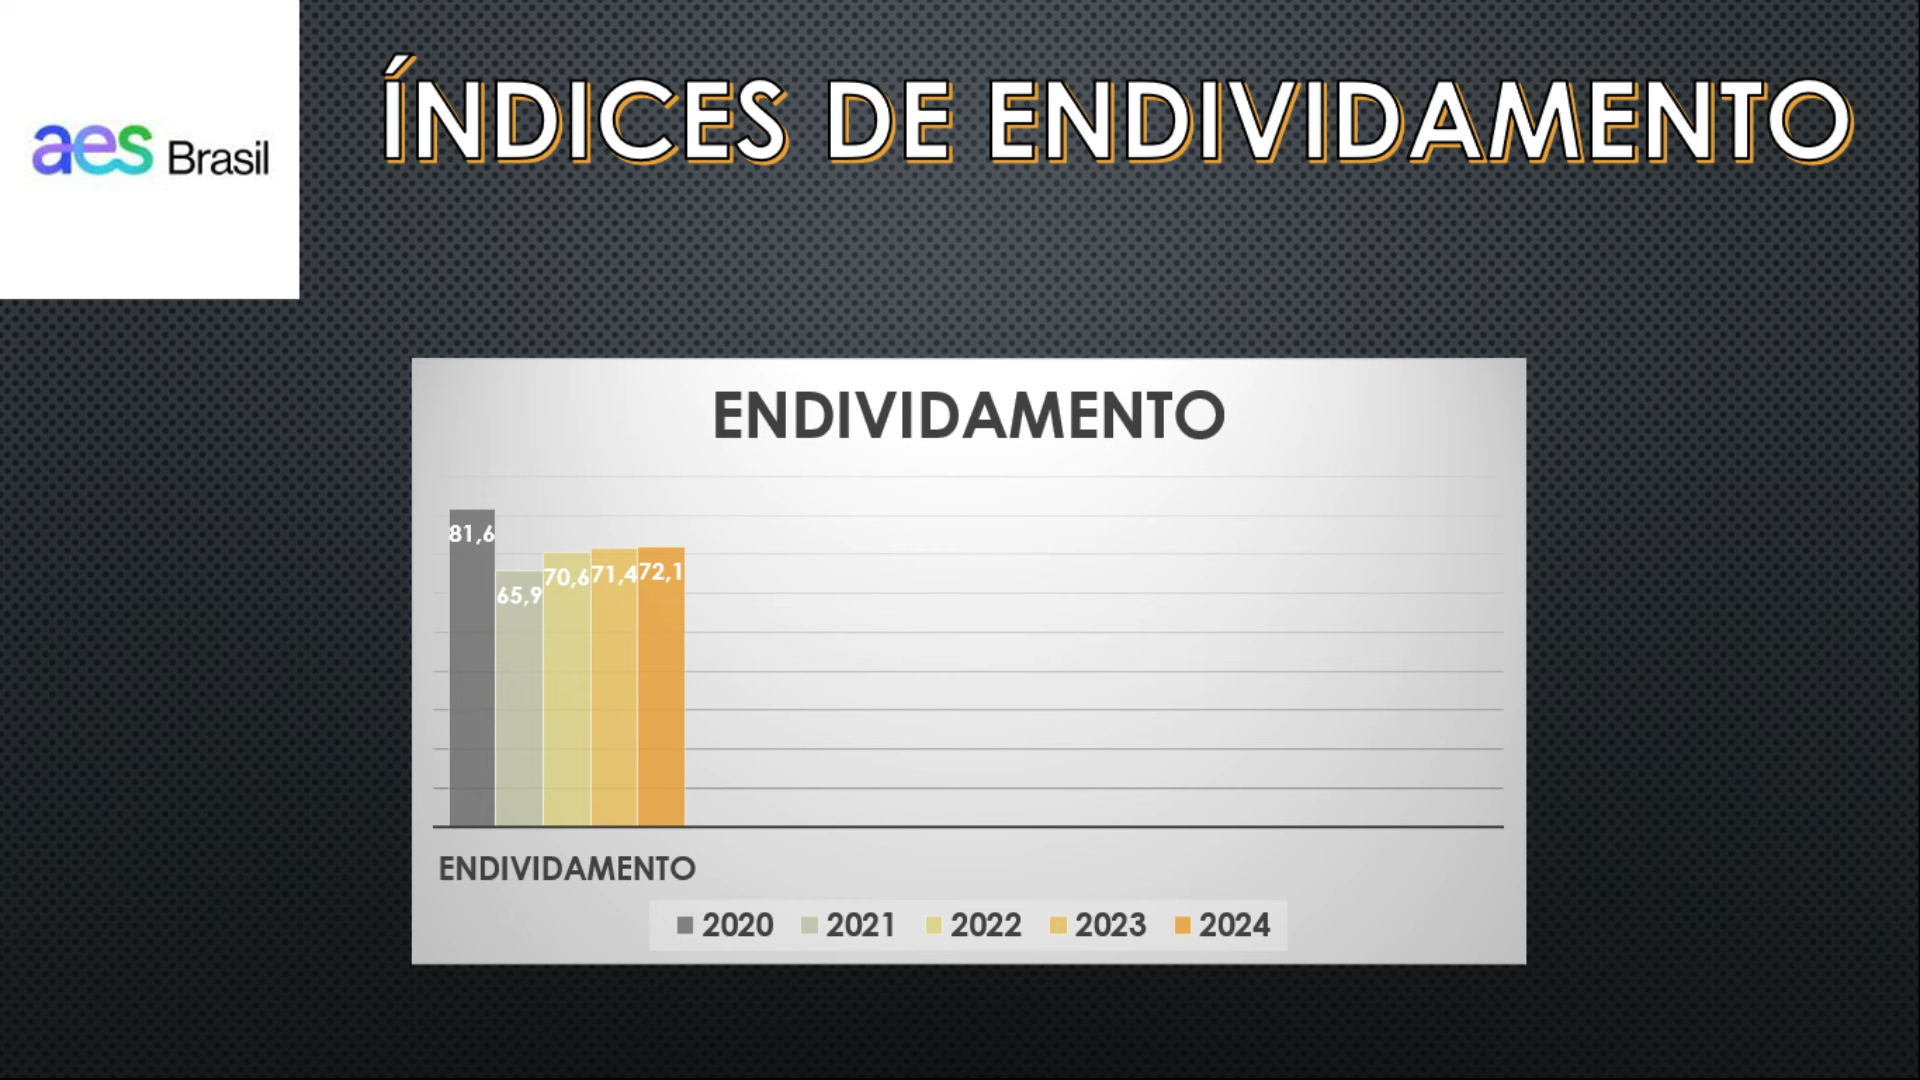 aes Brasil
ÍNDICES DE ENDIVIDAMENTO
ENDIVIDAMENTO
81,6
65,9
70,6
71,4
72,1
ENDIVIDAMENTO
2020 2021 2022 2023 2024